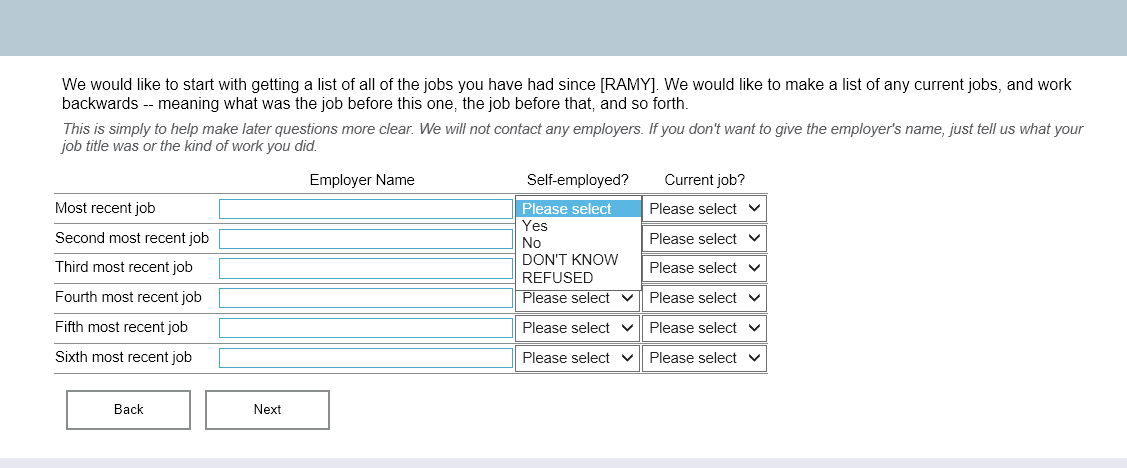 We would like to start with getting a list of all of the jobs you have had since [RAMY]. We would like to make a list of any current jobs, and work
backwards -- meaning what was the job before this one, the job before that, and so forth.
This is simply to help make later questions more clear. We will not contact any employers. If you don't want to give the employer's name, just tell us what your
job title was or the kind of work you did.
Employer Name Self-employed? Current job?
Most recent job Please select Please select
Yes
Second most recent job No Please select
DON'T KNOW
Third most recent job REFUSED Please select
Fourth most recent job Please select Please select
Fifth most recent job Please select Please select
Sixth most recent job Please select Please select
Back Next